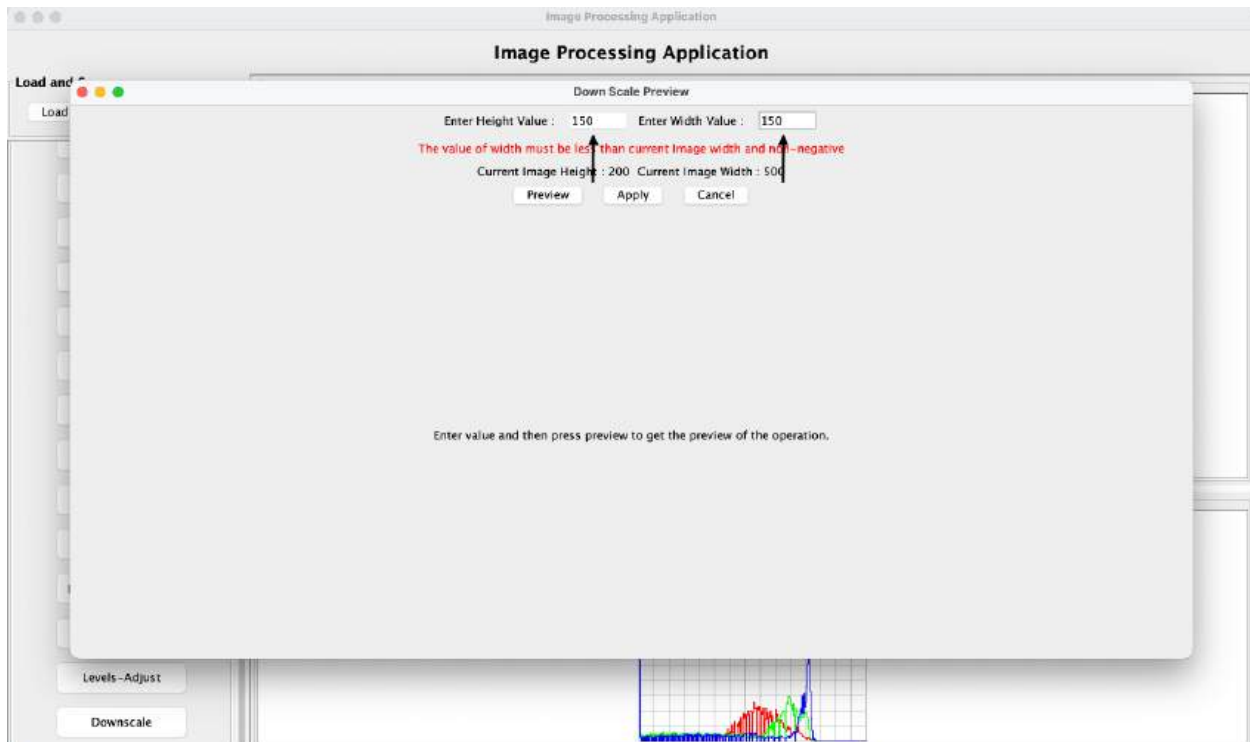 Image Processing Application
Image Processing Application
Load and
Load
Down Scale Preview
Enter Height Value : 150 Enter Width Value : 150
The value of width must be less than current image width and non-negative
Current Image Height : 200 Current Image Width : 500
Preview Apply Cancel
Enter value and then press preview to get the preview of the operation.
Levels-Adjust
Downscale